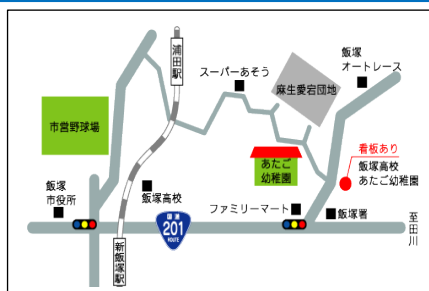 浦田駅
スーパーあそう
麻生愛宕団地
飯塚
オートレース
市営野球場
あたご
幼稚園
看板あり
飯塚高校
あたご幼稚園
飯塚
市役所
飯塚高校
国道
201
ROUTE
ファミリーマート
飯塚署
至田川
新飯塚駅